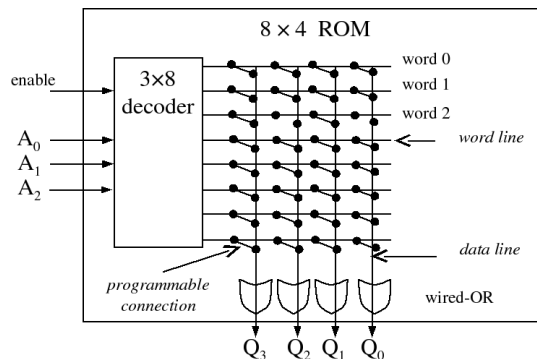 8 × 4 ROM
3×8
decoder
enable
A0
A1
A2
word 0
word 1
word 2
word line
data line
programmable
connection
wired-OR
Q3 Q2 Q1 Q0